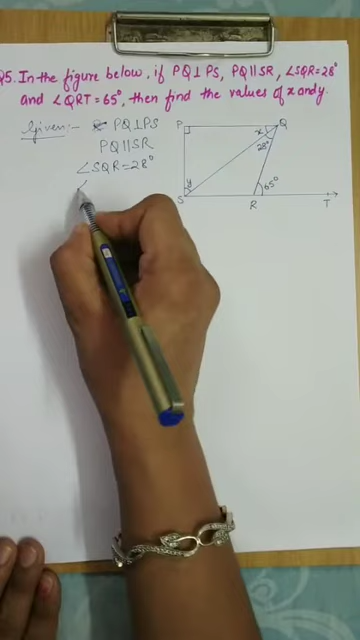 Q5. In the figure below, if PQ⊥PS, PQ||SR, ∠SQR=28°
and ∠QRT=65°, then find the values of x and y.
Given:- PQ⊥PS
PQ||SR
∠SQR=28°
P
x
Q
28°
y
S
R
65°
T